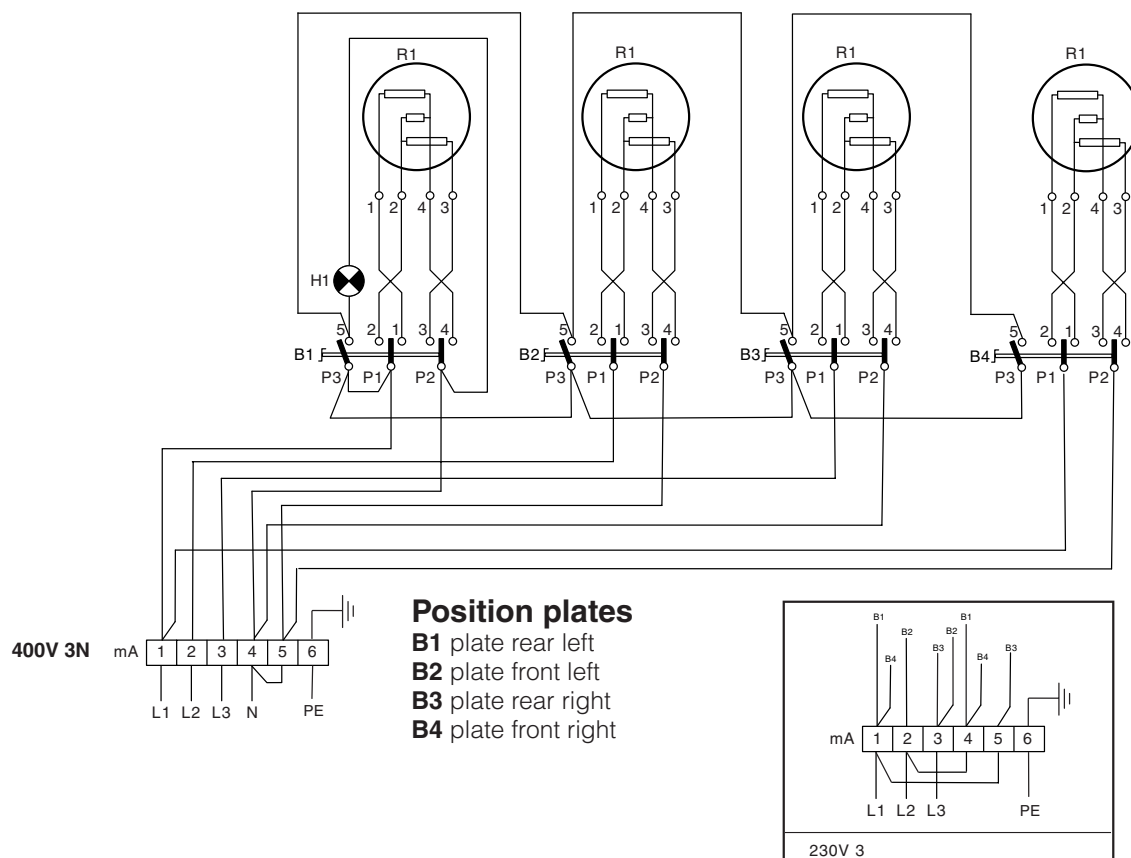 R1 R1 R1 R1
1 2 4 3 1 2 4 3 1 2 4 3 1 2 4 3
H1
5 2 1 3 4 5 2 1 3 4 5 2 1 3 4 5 2 1 3 4
B1 B2 B3 B4
P3 P1 P2 P3 P1 P2 P3 P1 P2 P3 P1 P2
400V 3N mA 1 2 3 4 5 6
L1 L2 L3 N PE
Position plates
B1 plate rear left
B2 plate front left
B3 plate rear right
B4 plate front right
B1 B2 B2 B1
B4 B3 B4 B3
mA 1 2 3 4 5 6
L1 L2 L3 PE
230V 3